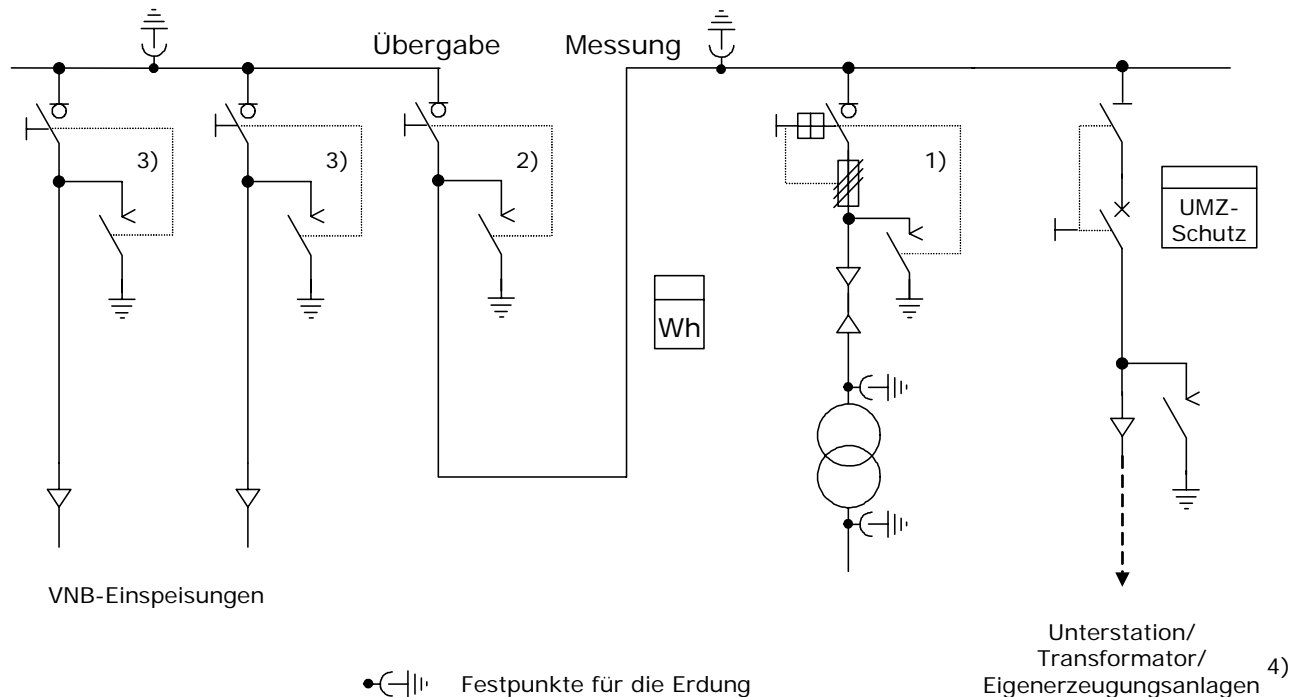 Übergabe
Messung
3)
3)
2)
1)
UMZ-
Schutz
Wh
VNB-Einspeisungen
Unterstation/
Transformator/
Eigenerzeugungsanlagen 4)
Festpunkte für die Erdung